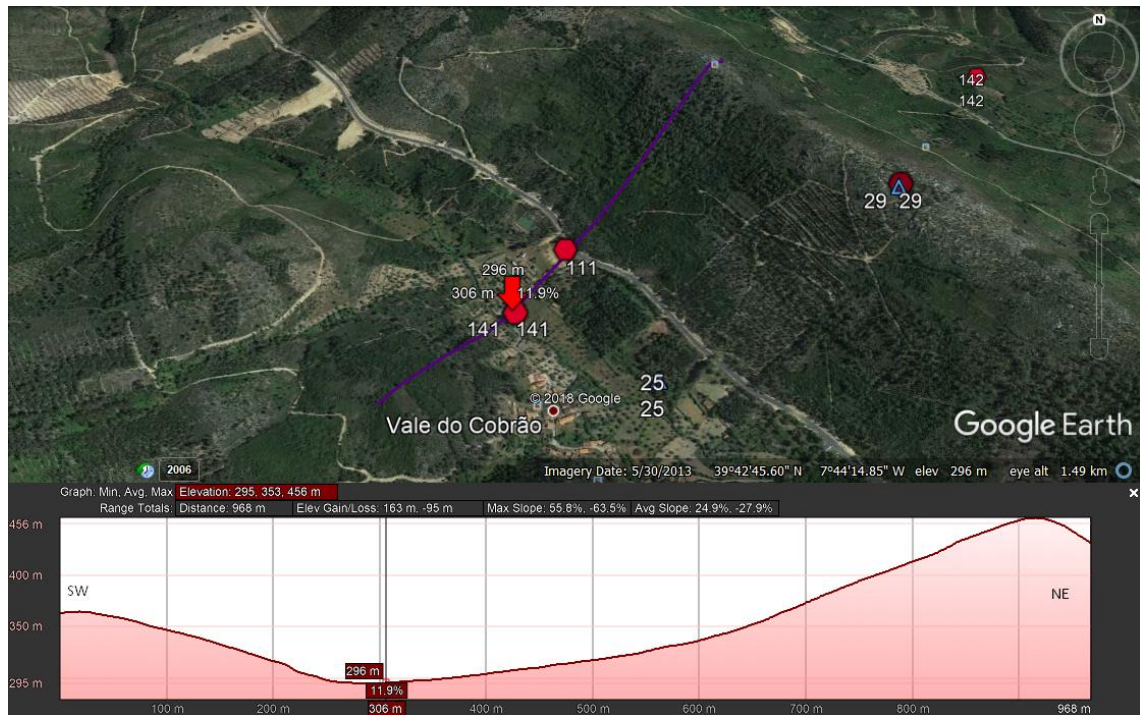 N
142
142
29 29
111
296 m
306 m 11.9%
141 141
25
25
© 2018 Google
Vale do Cobrão
Google Earth
2006
Imagery Date: 5/30/2013 39°42'45.60" N 7°44'14.85" W elev 296 m eye alt 1.49 km
Graph: Min, Avg, Max Elevation: 295, 353, 456 m
Range Totals: Distance: 968 m Elev Gain/Loss: 163 m, -95 m Max Slope: 55.8%, -63.5% Avg Slope: 24.9%, -27.9%
456 m
400 m
SW
NE
350 m
296 m
295 m
11.9%
100 m 200 m 306 m 400 m 500 m 600 m 700 m 800 m 968 m